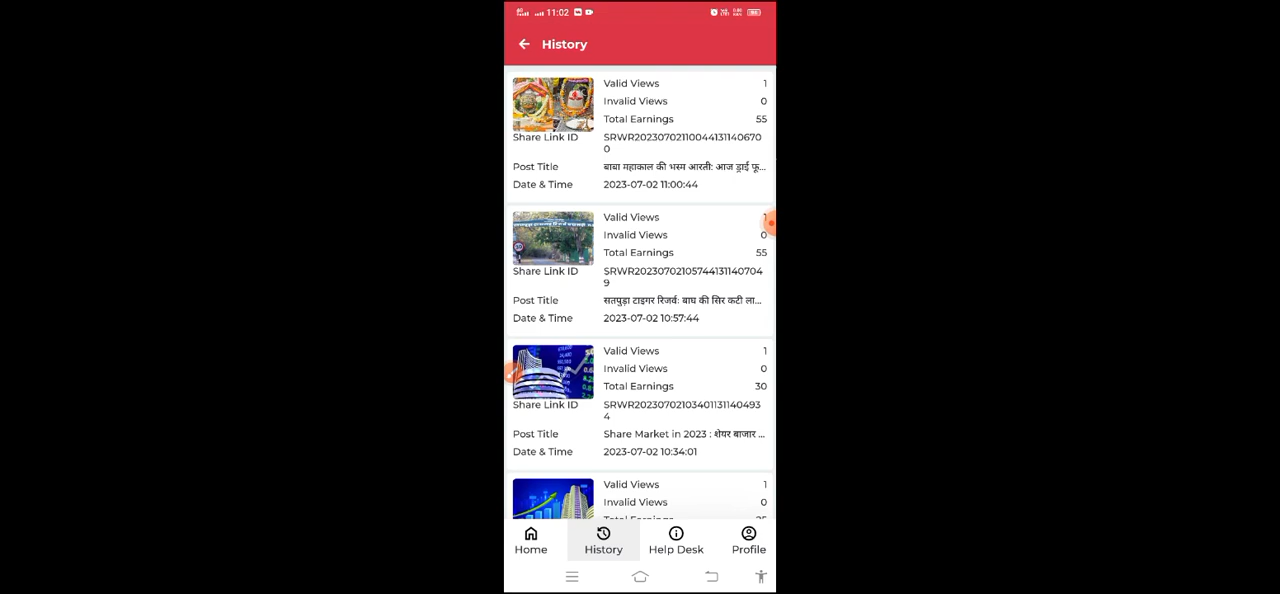 11:02
History
Valid Views 1
Invalid Views 0
Total Earnings 55
Share Link ID SRWR20230702110044131140670
0
Post Title बाबा महाकाल की भस्म आरती: आज ड्राई फू...
Date & Time 2023-07-02 11:00:44
Valid Views 1
Invalid Views 0
Total Earnings 55
Share Link ID SRWR20230702105744131140704
9
Post Title सतपुड़ा टाइगर रिजर्व: बाघ की सिर कटी ला...
Date & Time 2023-07-02 10:57:44
Valid Views 1
Invalid Views 0
Total Earnings 30
Share Link ID SRWR20230702103401131140493
4
Post Title Share Market in 2023 : शेयर बाजार ...
Date & Time 2023-07-02 10:34:01
Valid Views 1
Invalid Views 0
Total Earnings
Home History Help Desk Profile